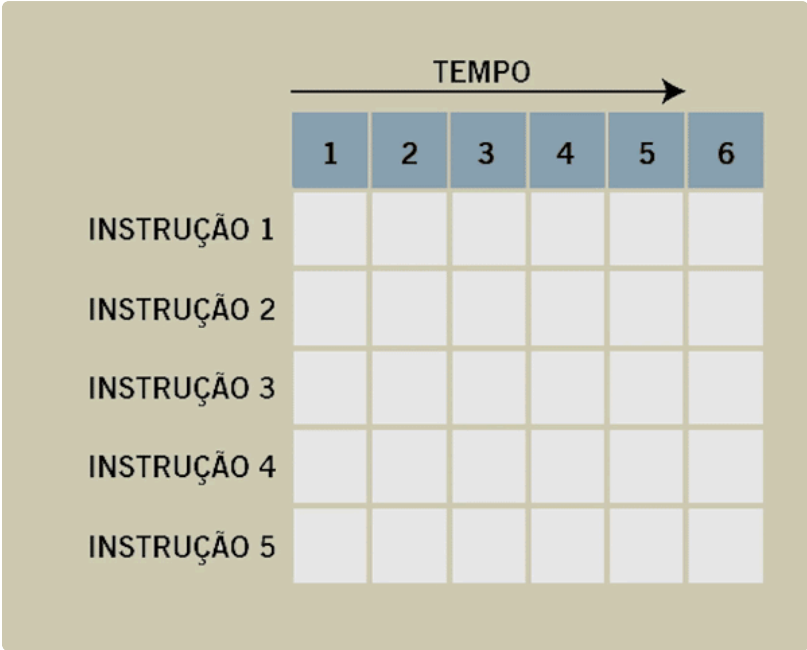 TEMPO
1 2 3 4 5 6
INSTRUÇÃO 1
INSTRUÇÃO 2
INSTRUÇÃO 3
INSTRUÇÃO 4
INSTRUÇÃO 5